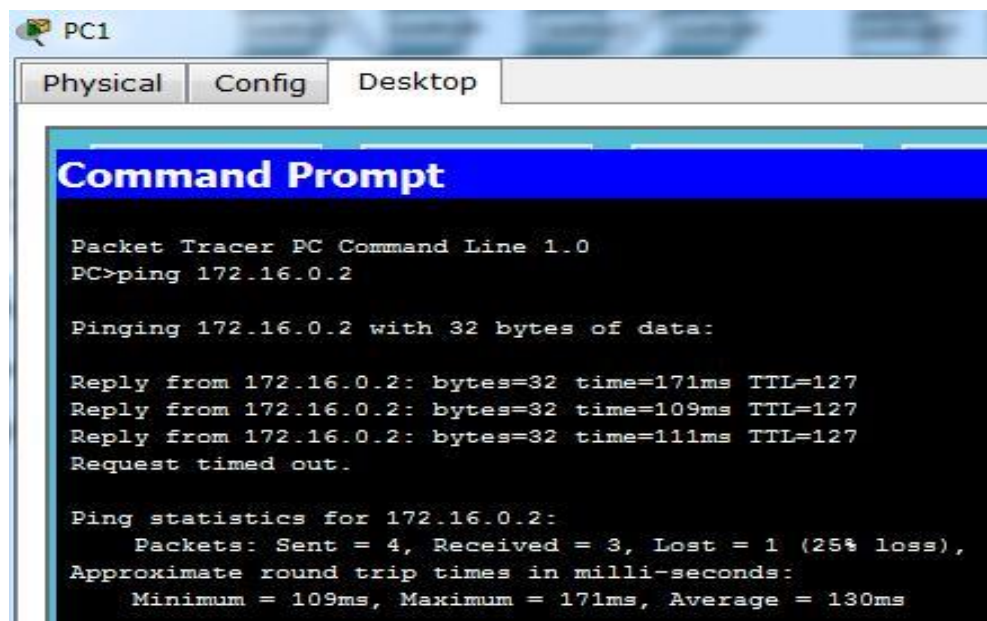 PC1
Physical Config Desktop
Command Prompt
Packet Tracer PC Command Line 1.0
PC>ping 172.16.0.2
Pinging 172.16.0.2 with 32 bytes of data:
Reply from 172.16.0.2: bytes=32 time=171ms TTL=127
Reply from 172.16.0.2: bytes=32 time=109ms TTL=127
Reply from 172.16.0.2: bytes=32 time=111ms TTL=127
Request timed out.
Ping statistics for 172.16.0.2:
Packets: Sent = 4, Received = 3, Lost = 1 (25% loss),
Approximate round trip times in milli-seconds:
Minimum = 109ms, Maximum = 171ms, Average = 130ms